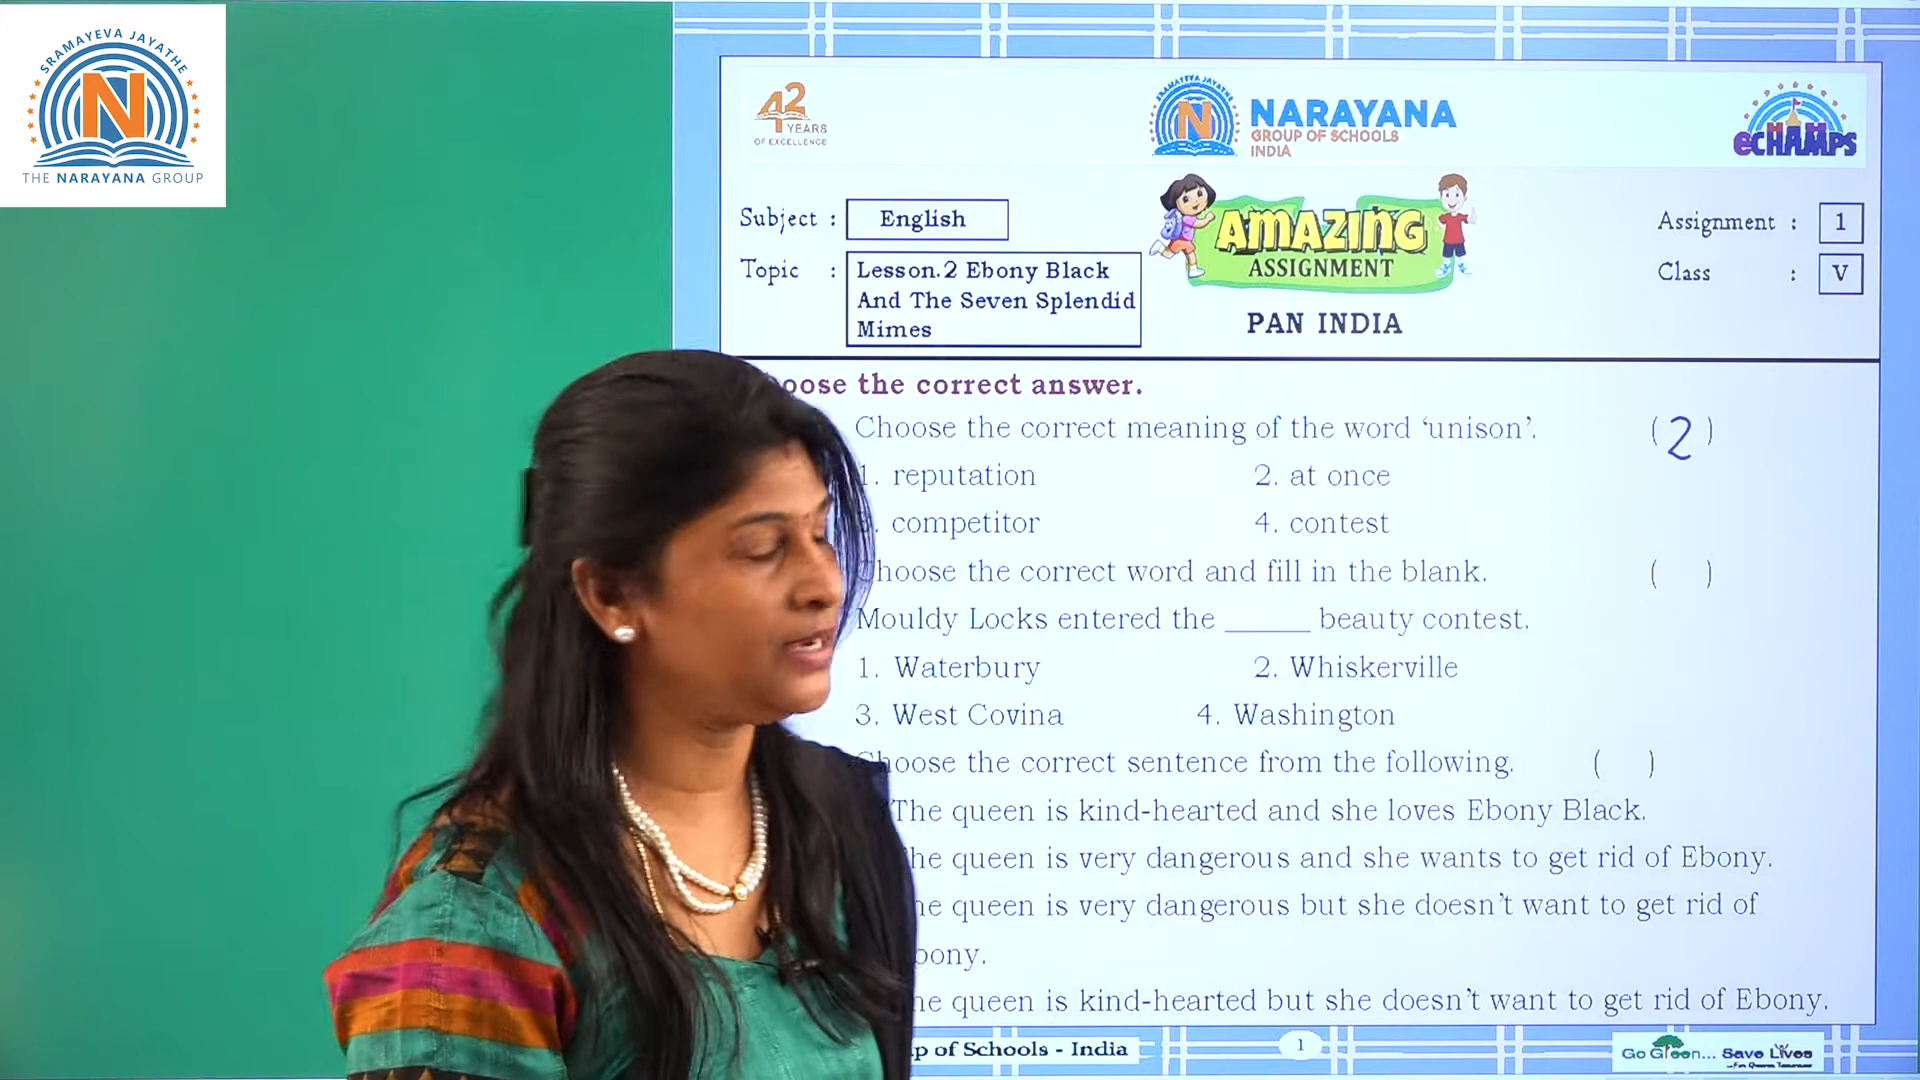 SRAMAYEVA JAYATHE
N
THE NARAYANA GROUP
42 YEARS
OF EXCELLENCE
SRAMAYEVA JAYATHE
N
NARAYANA
GROUP OF SCHOOLS
INDIA
eCHAMPS
Subject : English
AMAZING
ASSIGNMENT
Assignment : 1
Topic : Lesson.2 Ebony Black
And The Seven Splendid
Mimes
Class : V
PAN INDIA
the correct answer.
Choose the correct meaning of the word ‘unison’. (2)
1. reputation 2. at once
competitor 4. contest
the correct word and fill in the blank. ( )
Mouldy Locks entered the ______ beauty contest.
1. Waterbury 2. Whiskerville
3. West Covina 4. Washington
the correct sentence from the following. ( )
The queen is kind-hearted and she loves Ebony Black.
queen is very dangerous and she wants to get rid of Ebony.
queen is very dangerous but she doesn’t want to get rid of
queen is kind-hearted but she doesn’t want to get rid of Ebony.
of Schools - India
1
Go Green... Save Lives